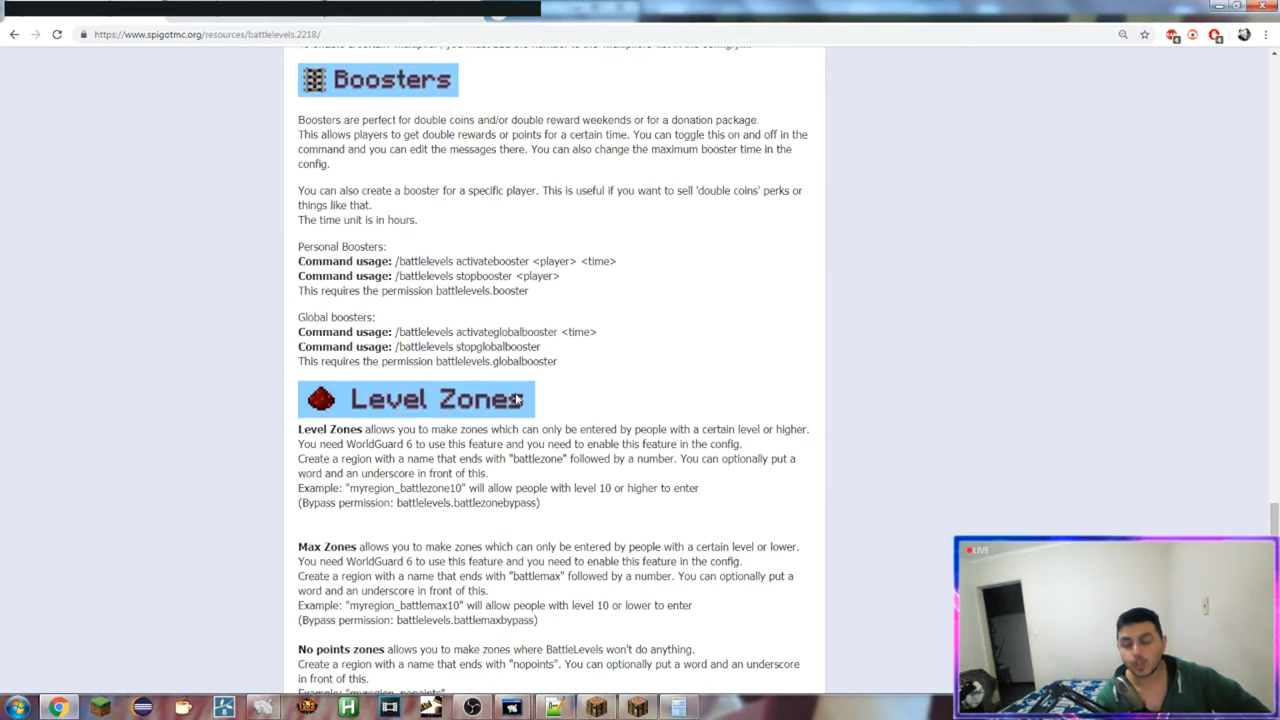 https://www.spigotmc.org/resources/battlelevels.2218/
Boosters
Boosters are perfect for double coins and/or double reward weekends or for a donation package.
This allows players to get double rewards or points for a certain time. You can toggle this on and off in the
command and you can edit the messages there. You can also change the maximum booster time in the
config.
You can also create a booster for a specific player. This is useful if you want to sell 'double coins' perks or
things like that.
The time unit is in hours.
Personal Boosters:
Command usage: /battlelevels activatebooster <player> <time>
Command usage: /battlelevels stopbooster <player>
This requires the permission battlelevels.booster
Global boosters:
Command usage: /battlelevels activateglobalbooster <time>
Command usage: /battlelevels stopglobalbooster
This requires the permission battlelevels.globalbooster
Level Zones
Level Zones allows you to make zones which can only be entered by people with a certain level or higher.
You need WorldGuard 6 to use this feature and you need to enable this feature in the config.
Create a region with a name that ends with "battlezone" followed by a number. You can optionally put a
word and an underscore in front of this.
Example: "myregion_battlezone10" will allow people with level 10 or higher to enter
(Bypass permission: battlelevels.battlezonebypass)
Max Zones allows you to make zones which can only be entered by people with a certain level or lower.
You need WorldGuard 6 to use this feature and you need to enable this feature in the config.
Create a region with a name that ends with "battlemax" followed by a number. You can optionally put a
word and an underscore in front of this.
Example: "myregion_battlemax10" will allow people with level 10 or lower to enter
(Bypass permission: battlelevels.battlemaxbypass)
No points zones allows you to make zones where BattleLevels won't do anything.
Create a region with a name that ends with "nopoints". You can optionally put a word and an underscore
in front of this.
LIVE